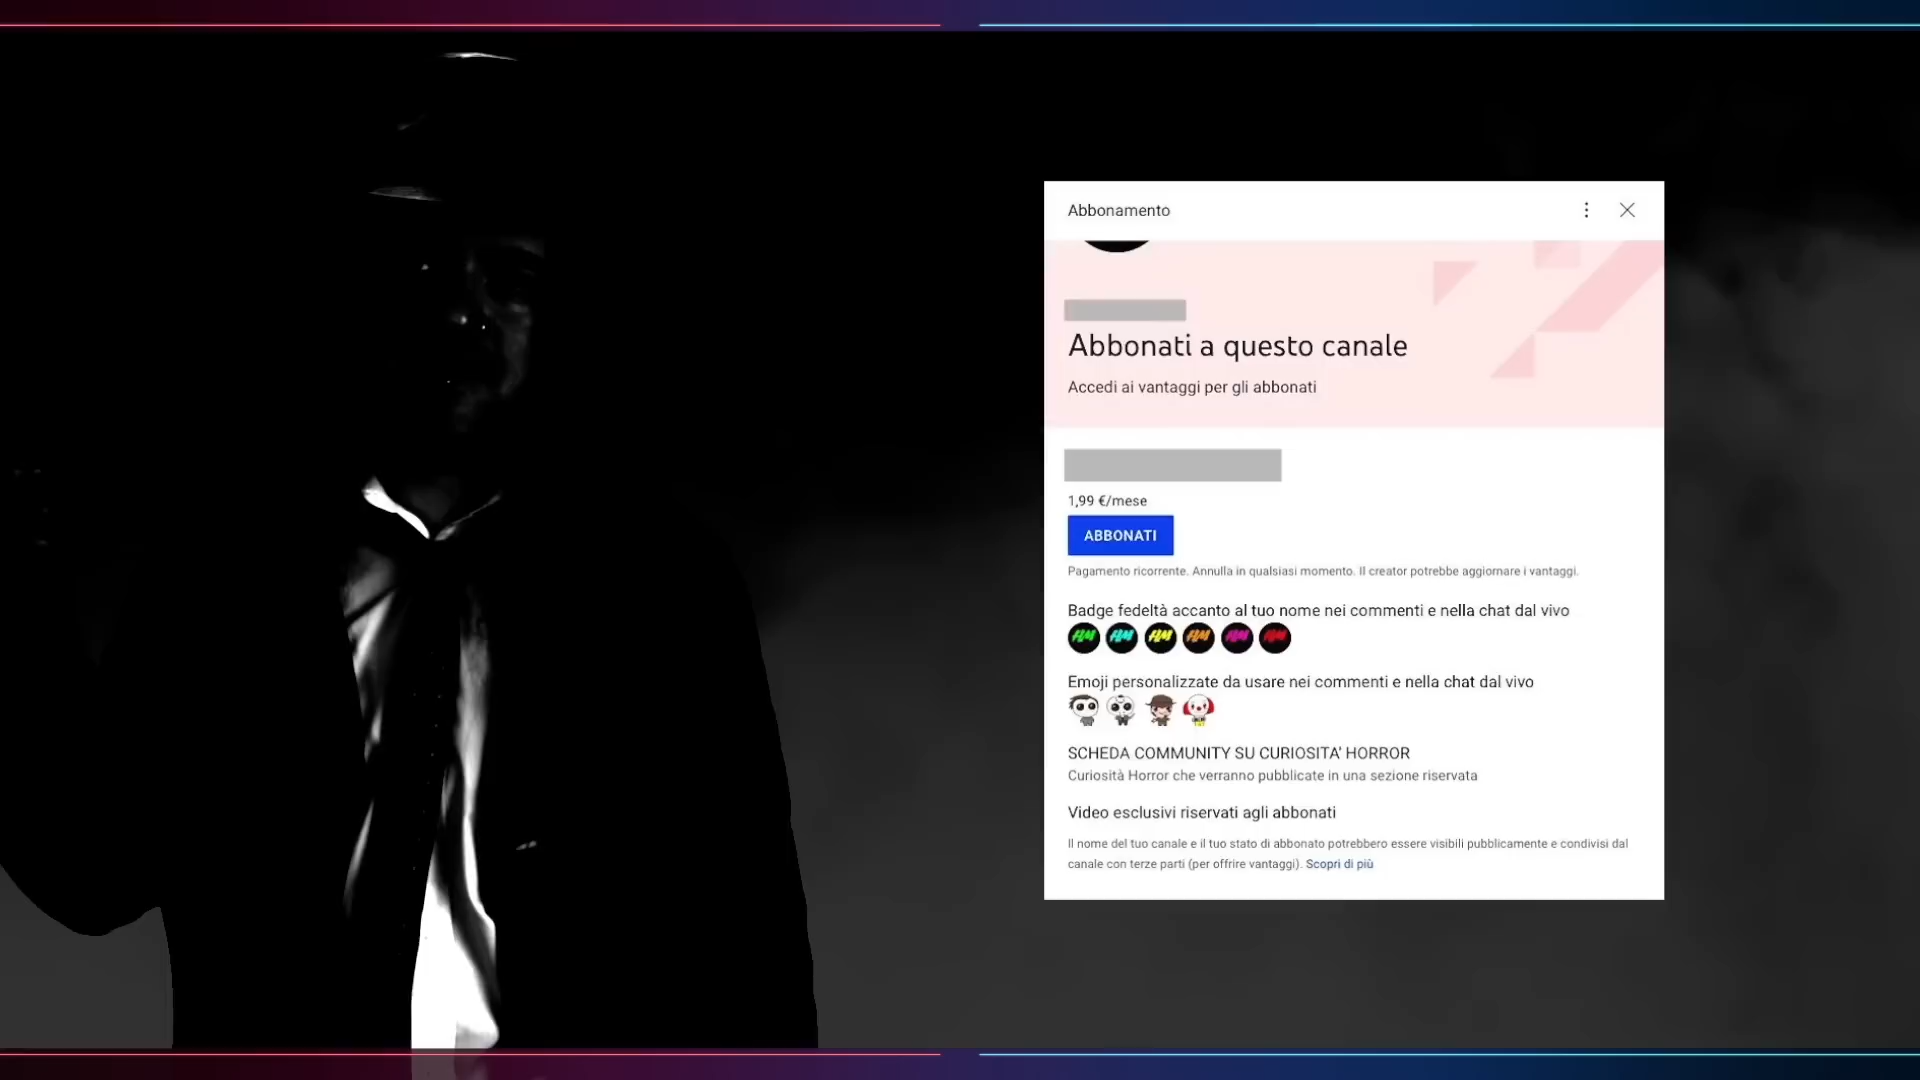 Abbonamento
Abbonati a questo canale
Accedi ai vantaggi per gli abbonati
1,99 €/mese
ABBONATI
Pagamento ricorrente. Annulla in qualsiasi momento. Il creator potrebbe aggiornare i vantaggi.
Badge fedeltà accanto al tuo nome nei commenti e nella chat dal vivo
Emoji personalizzate da usare nei commenti e nella chat dal vivo
SCHEDA COMMUNITY SU CURIOSITA' HORROR
Curiosità Horror che verranno pubblicate in una sezione riservata
Video esclusivi riservati agli abbonati
Il nome del tuo canale e il tuo stato di abbonato potrebbero essere visibili pubblicamente e condivisi dal
canale con terze parti (per offrire vantaggi). Scopri di più